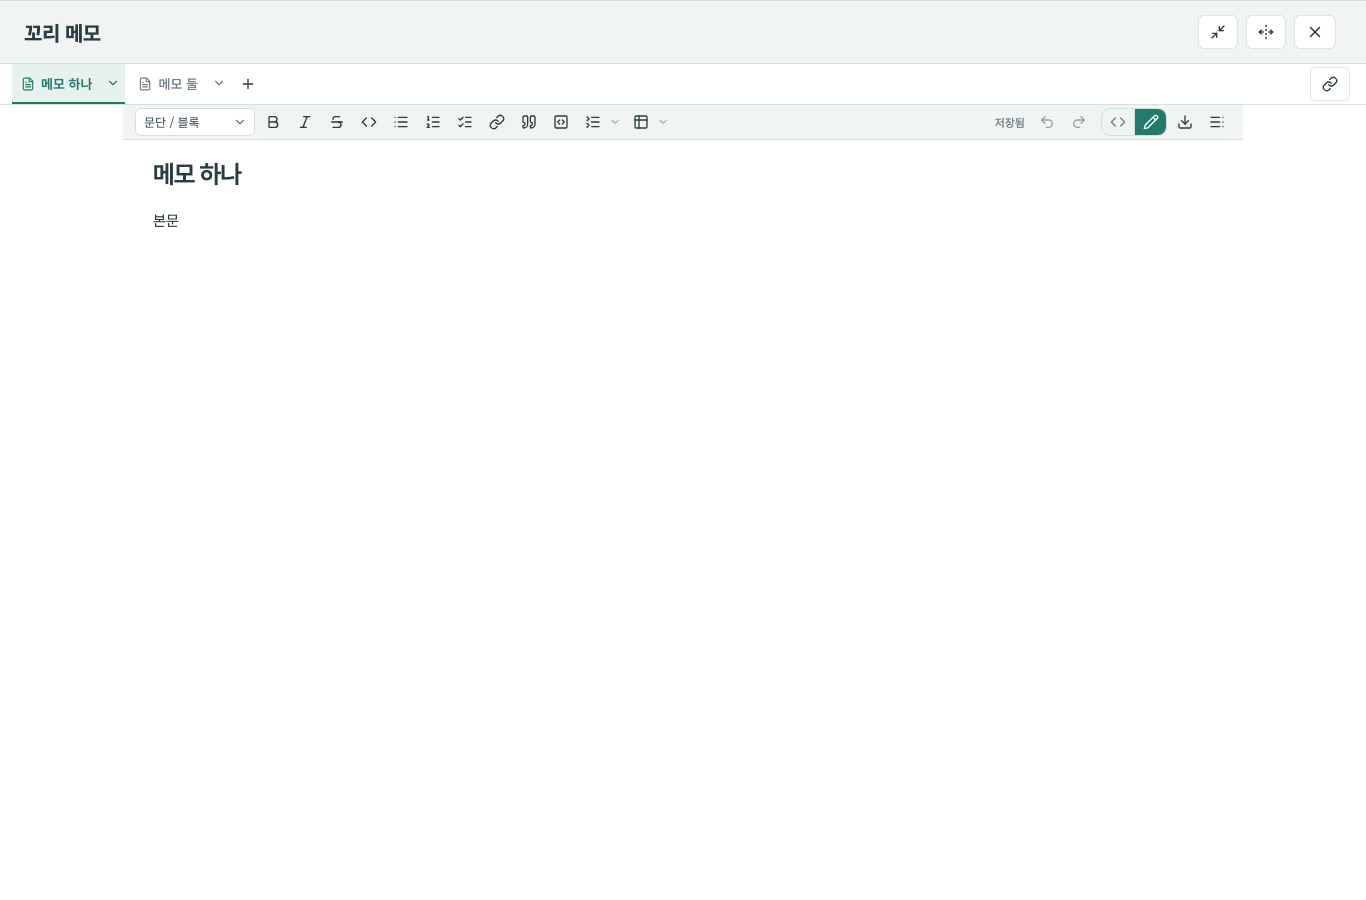 꼬리 메모
메모 하나 메모 둘
문단 / 블록 저장됨
메모 하나
본문